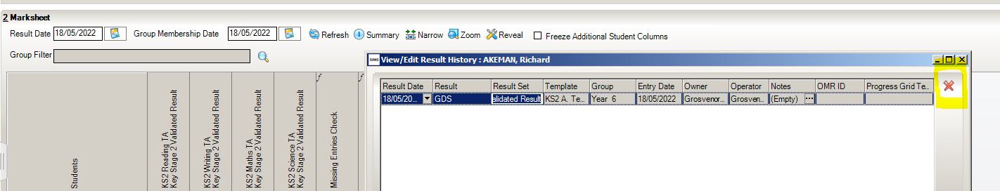 2 Marksheet
Result Date 18/05/2022 Group Membership Date 18/05/2022 Refresh Summary Narrow Zoom Reveal Freeze Additional Student Columns
Group Filter
SIMS View/Edit Result History : AKEMAN, Richard
Result Date Result Result Set Template Group Entry Date Owner Operator Notes OMR ID Progress Grid Te..
18/05/20... GDS alidated Result KS2 A. Te... Year 6 18/05/2022 Grosvenor... Grosven... (Empty) ...
Students
KS2 Reading TA
Key Stage 2 Validated Result
KS2 Writing TA
Key Stage 2 Validated Result
KS2 Maths TA
Key Stage 2 Validated Result
KS2 Science TA
Key Stage 2 Validated Result
Missing Entries Check